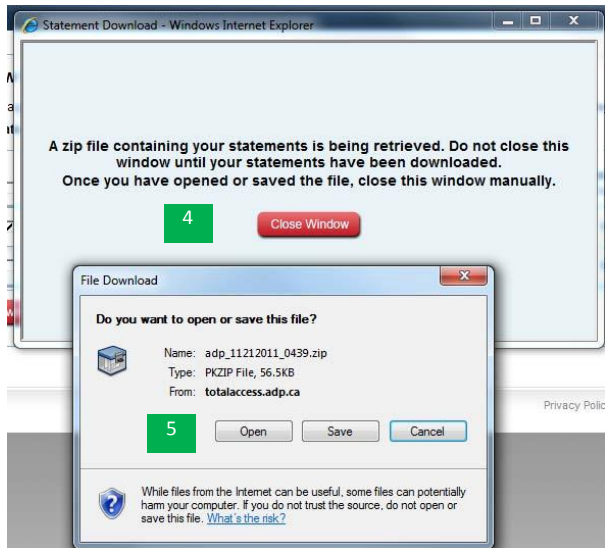 Statement Download - Windows Internet Explorer
A zip file containing your statements is being retrieved. Do not close this
window until your statements have been downloaded.
Once you have opened or saved the file, close this window manually.
4
Close Window
File Download
Do you want to open or save this file?
Name: adp_11212011_0439.zip
Type: PKZIP File, 56.5KB
From: totalaccess.adp.ca
Privacy Polic
5
Open Save Cancel
While files from the Internet can be useful, some files can potentially
harm your computer. If you do not trust the source, do not open or
save this file. What's the risk?